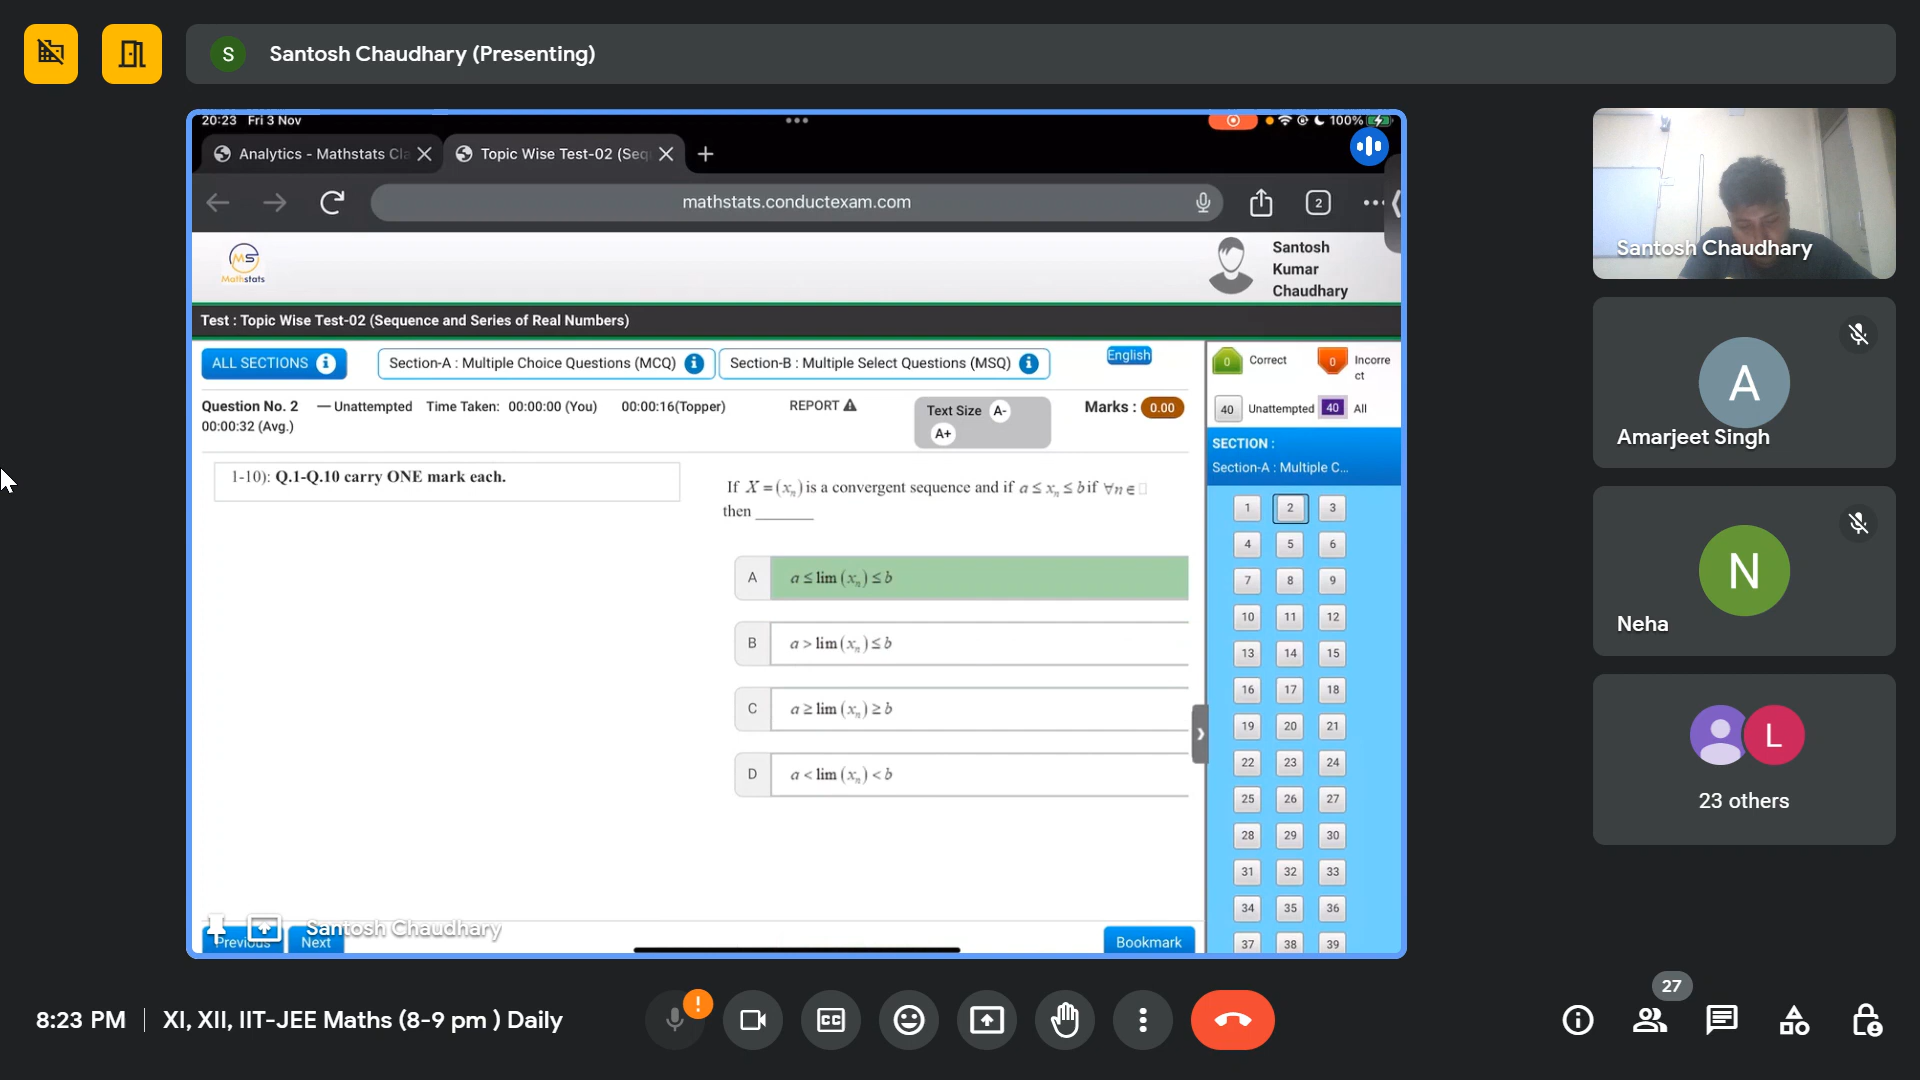 S Santosh Chaudhary (Presenting)
20:23 Fri 3 Nov
100%
Analytics - Mathstats Cla
Topic Wise Test-02 (Seq
mathstats.conductexam.com
2
MS
Mathstats
Santosh
Kumar
Chaudhary
Test : Topic Wise Test-02 (Sequence and Series of Real Numbers)
ALL SECTIONS i
Section-A : Multiple Choice Questions (MCQ) i
Section-B : Multiple Select Questions (MSQ) i
English
Question No. 2 — Unattempted Time Taken: 00:00:00 (You) 00:00:16(Topper)
00:00:32 (Avg.)
REPORT
Text Size A-
A+
Marks : 0.00
0 Correct
0 Incorre
ct
40 Unattempted 40 All
SECTION :
Section-A : Multiple C...
1-10): Q.1-Q.10 carry ONE mark each.
If X = (xₙ) is a convergent sequence and if a ≤ xₙ ≤ b if ∀n ∈ □
then _______
A a ≤ lim (xₙ) ≤ b
B a > lim (xₙ) ≤ b
C a ≥ lim (xₙ) ≥ b
D a < lim (xₙ) < b
1 2 3
4 5 6
7 8 9
10 11 12
13 14 15
16 17 18
19 20 21
22 23 24
25 26 27
28 29 30
31 32 33
34 35 36
37 38 39
Previous
Next
Bookmark
Santosh Chaudhary
Santosh Chaudhary
A
Amarjeet Singh
N
Neha
L
23 others
8:23 PM | XI, XII, IIT-JEE Maths (8-9 pm ) Daily
!
CC
27